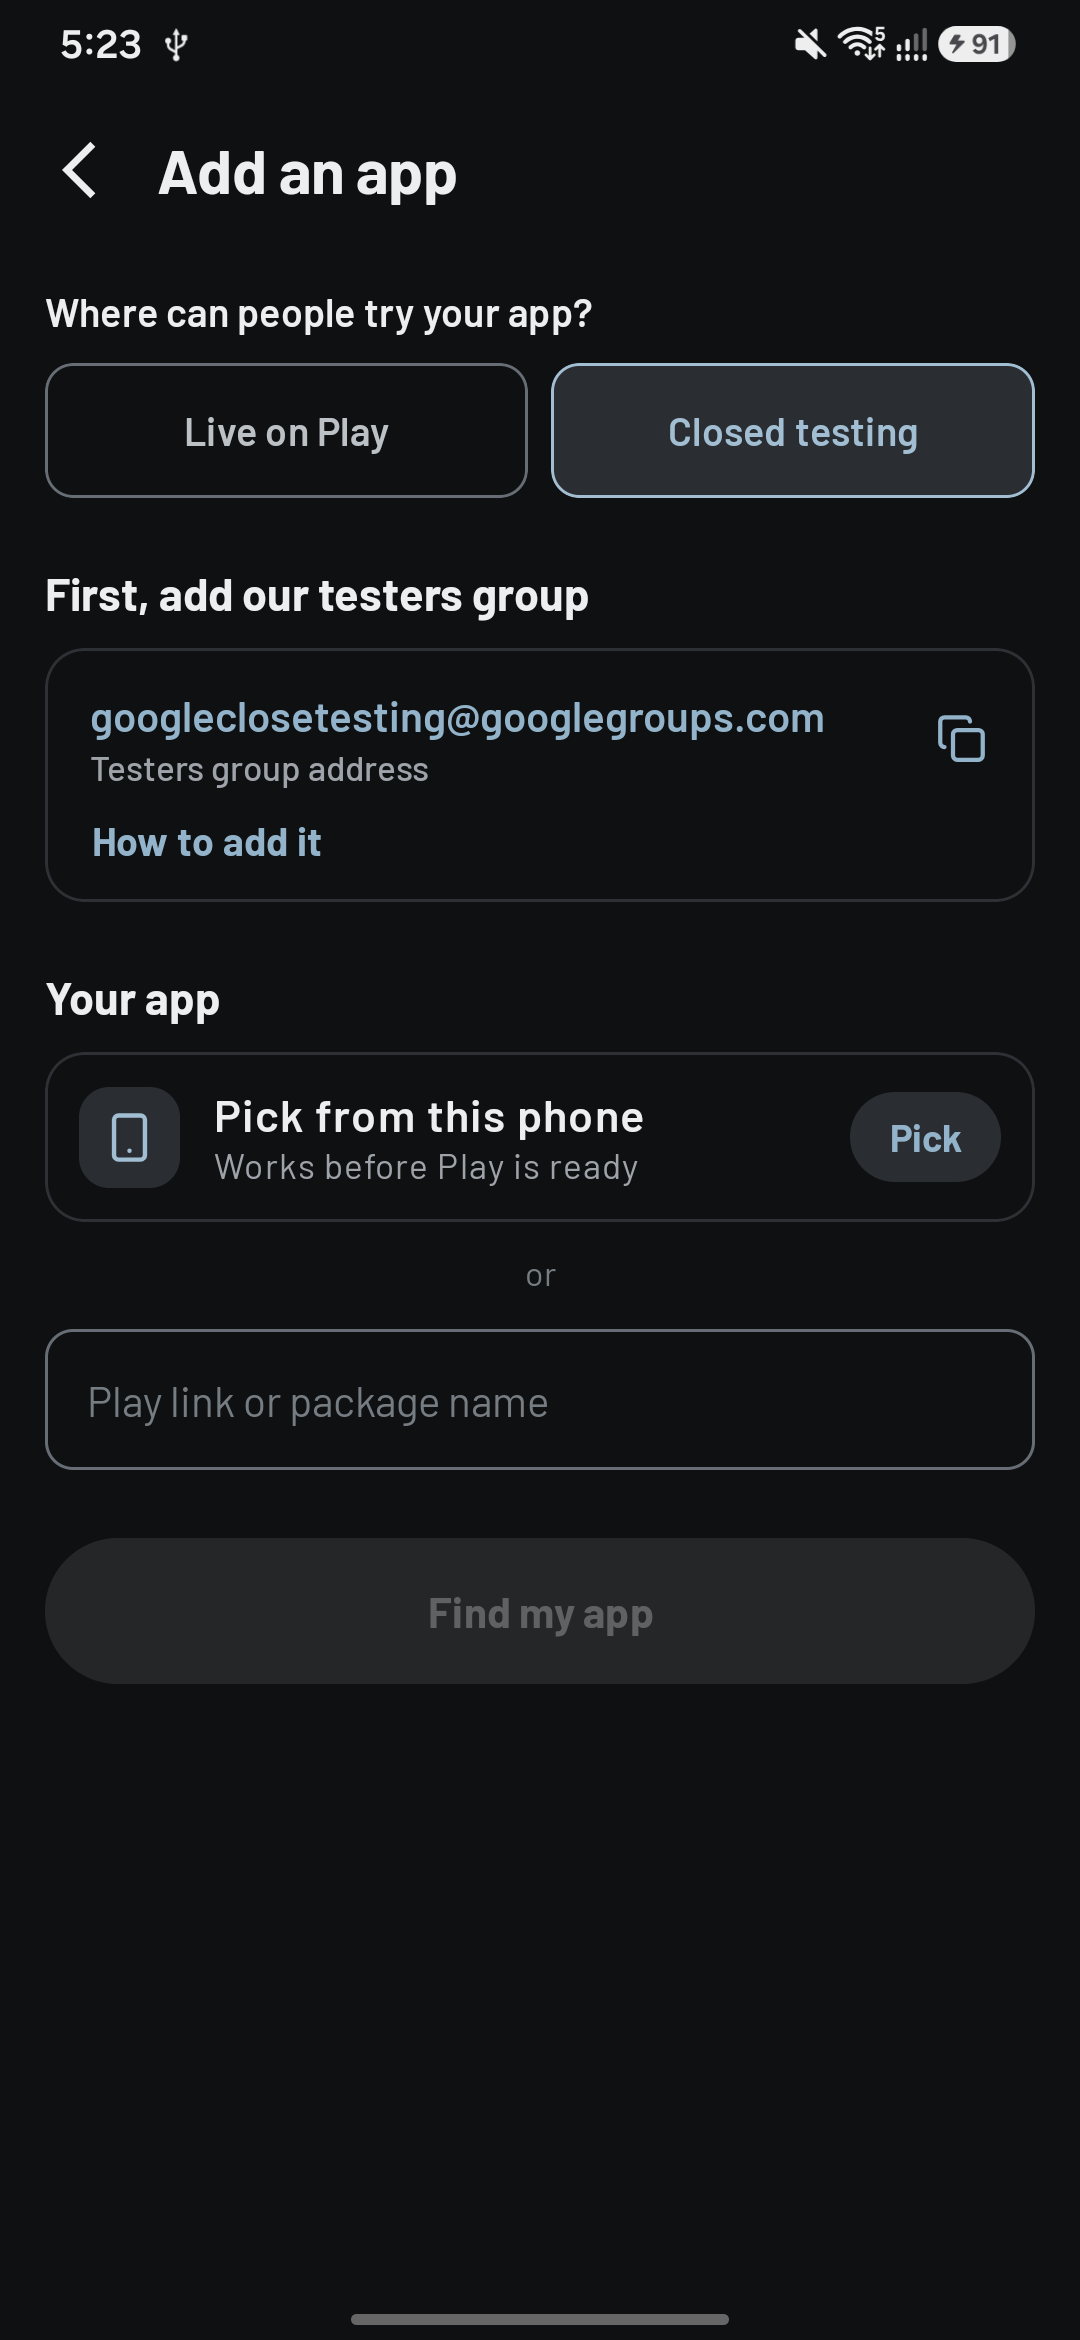 5:23
5
91
Add an app
Where can people try your app?
Live on Play
Closed testing
First, add our testers group
googleclosetesting@googlegroups.com
Testers group address
How to add it
Your app
Pick from this phone
Works before Play is ready
Pick
or
Play link or package name
Find my app